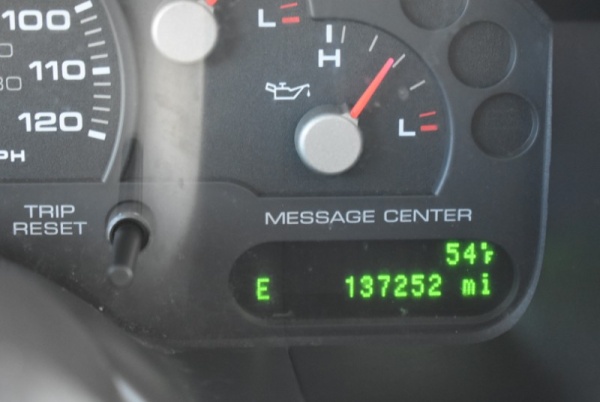 100
110
120
PH
L
H
L
TRIP
RESET
MESSAGE CENTER
54°F
E 137252 mi